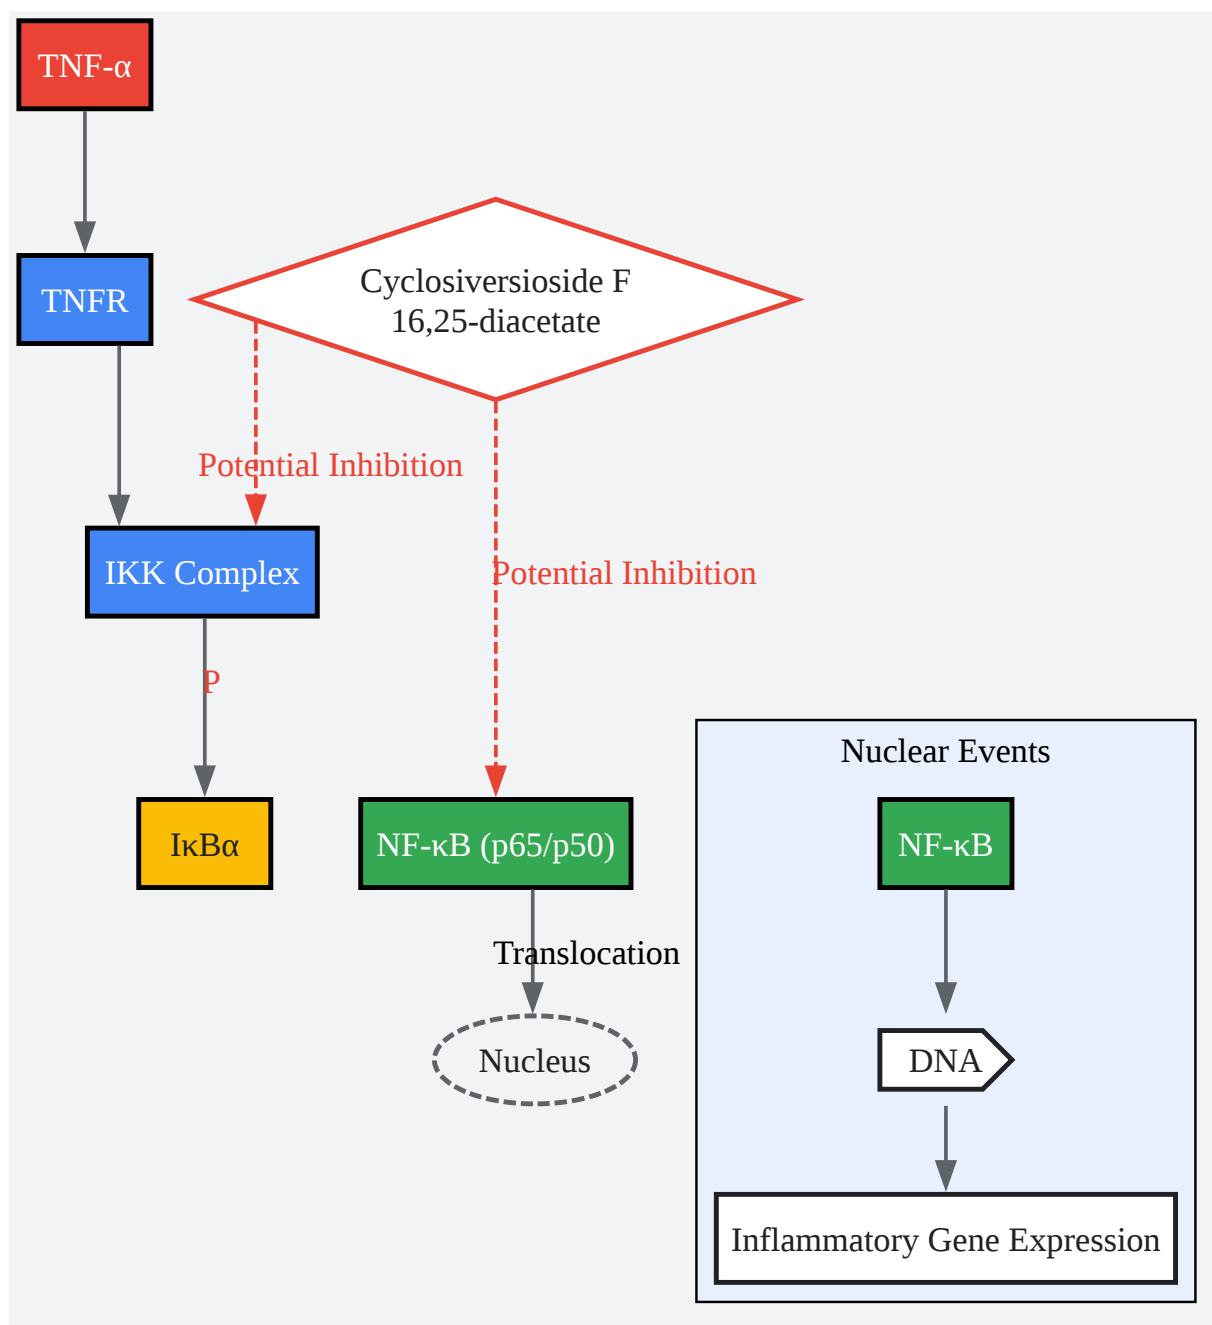 TNF-α
TNFR
Cyclosiversioside F
16,25-diacetate
Potential Inhibition
IKK Complex
Potential Inhibition
P
IκBα
NF-κB (p65/p50)
Translocation
Nucleus
Nuclear Events
NF-κB
DNA
Inflammatory Gene Expression